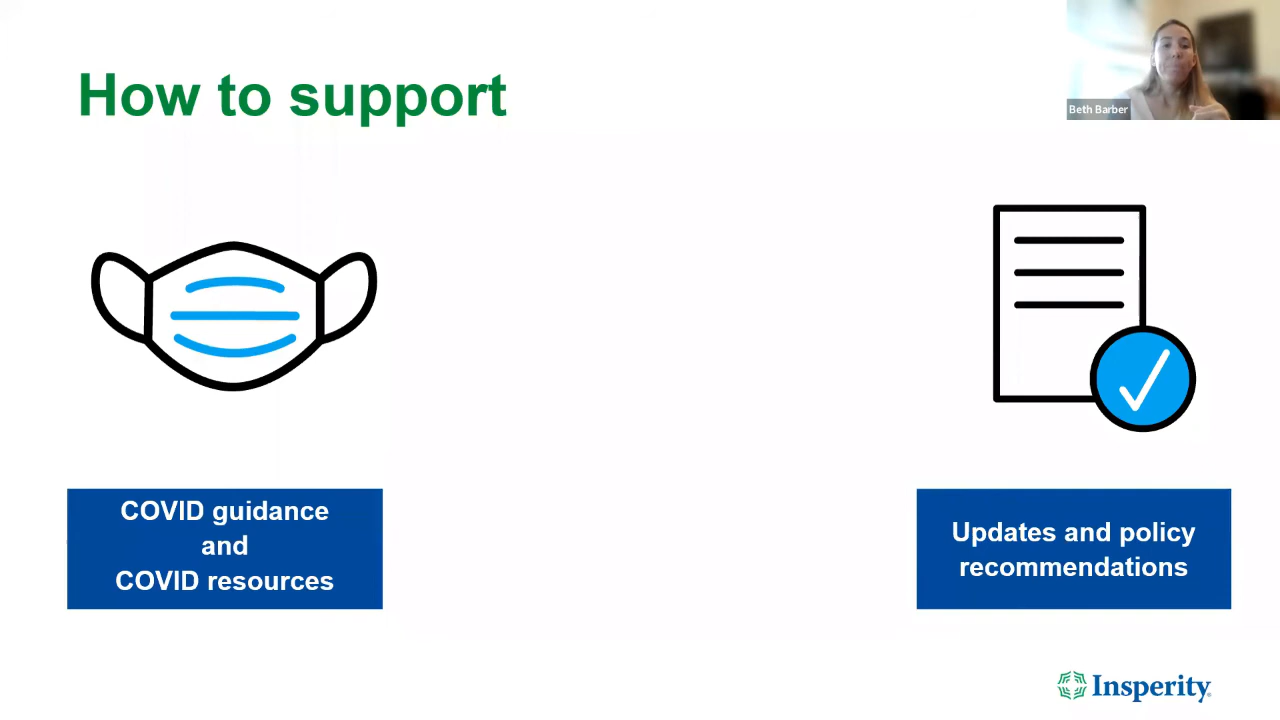 How to support
Beth Barber
COVID guidance
and
COVID resources
Updates and policy
recommendations
Insperity